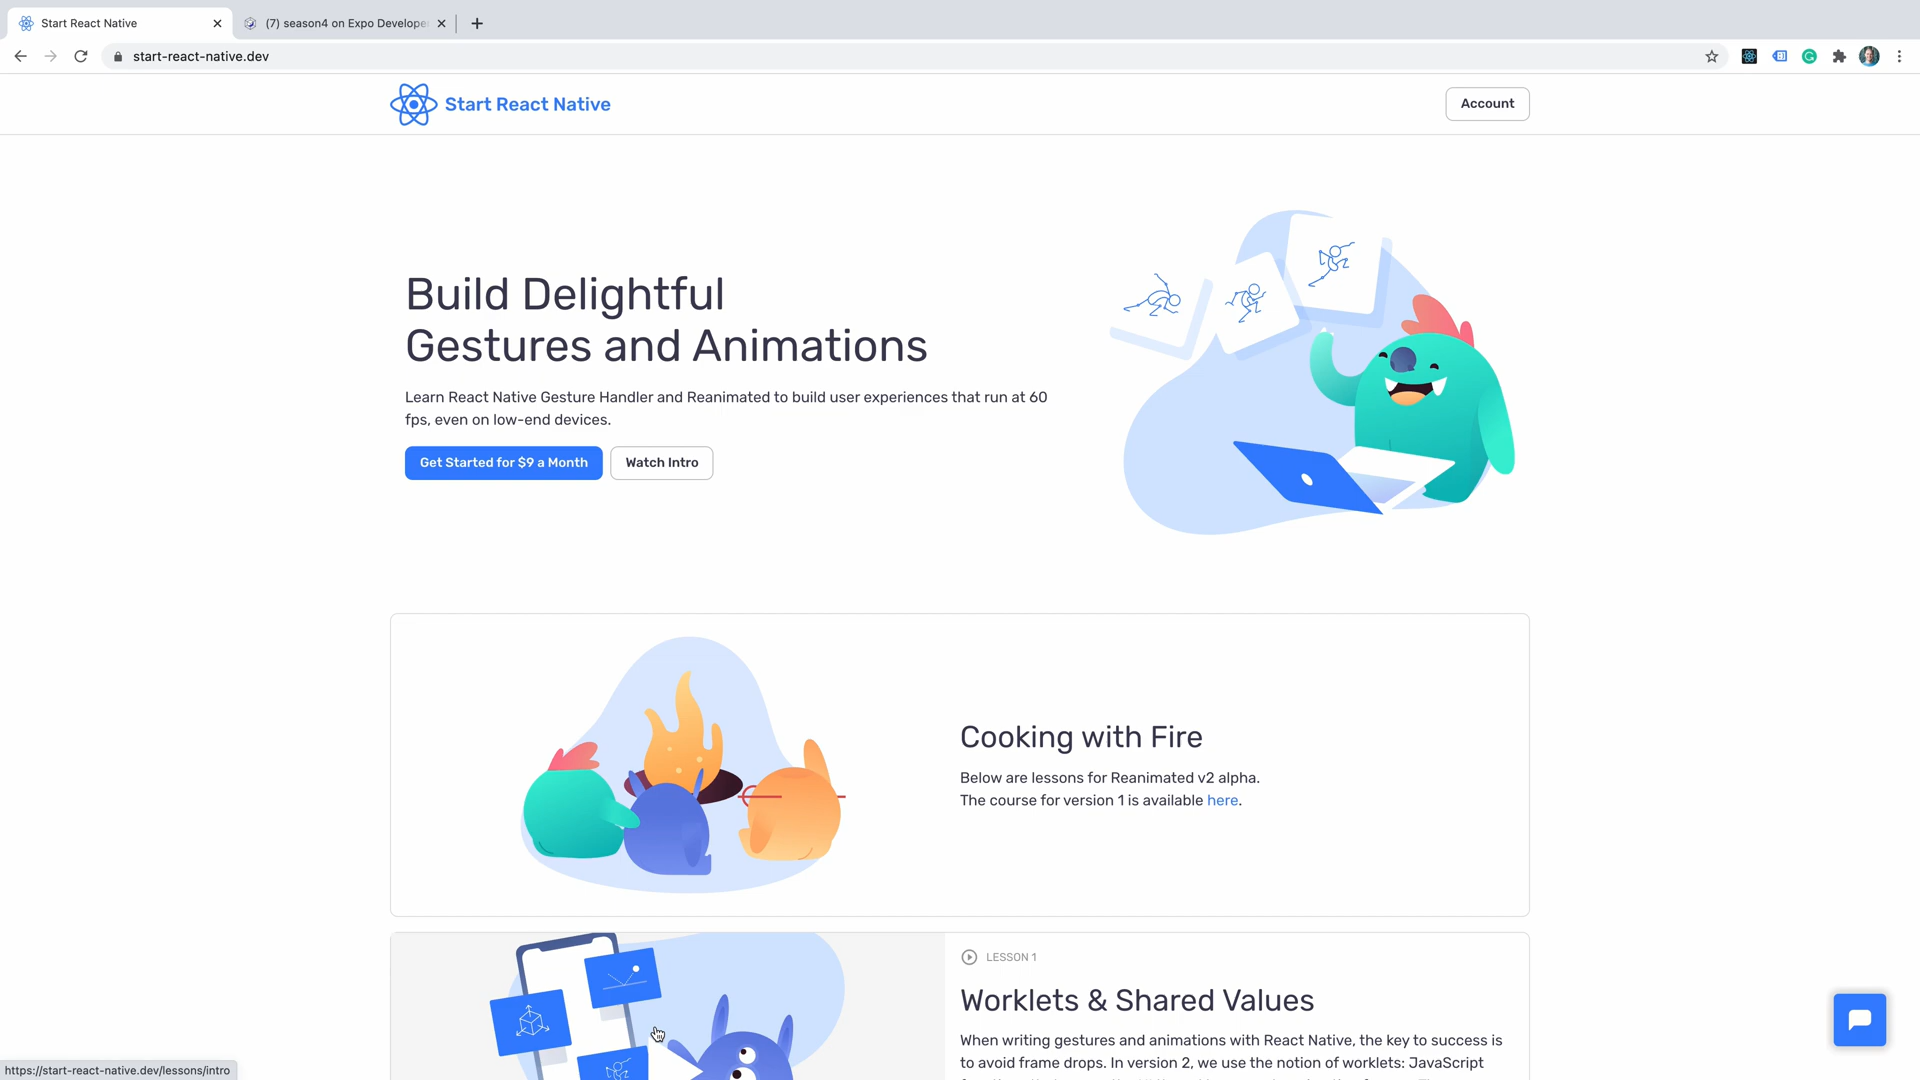 Start React Native
(7) season4 on Expo Develope
start-react-native.dev
Start React Native
Account
Build Delightful
Gestures and Animations
Learn React Native Gesture Handler and Reanimated to build user experiences that run at 60
fps, even on low-end devices.
Get Started for $9 a Month
Watch Intro
Cooking with Fire
Below are lessons for Reanimated v2 alpha.
The course for version 1 is available here.
LESSON 1
Worklets & Shared Values
When writing gestures and animations with React Native, the key to success is
to avoid frame drops. In version 2, we use the notion of worklets: JavaScript
https://start-react-native.dev/lessons/intro